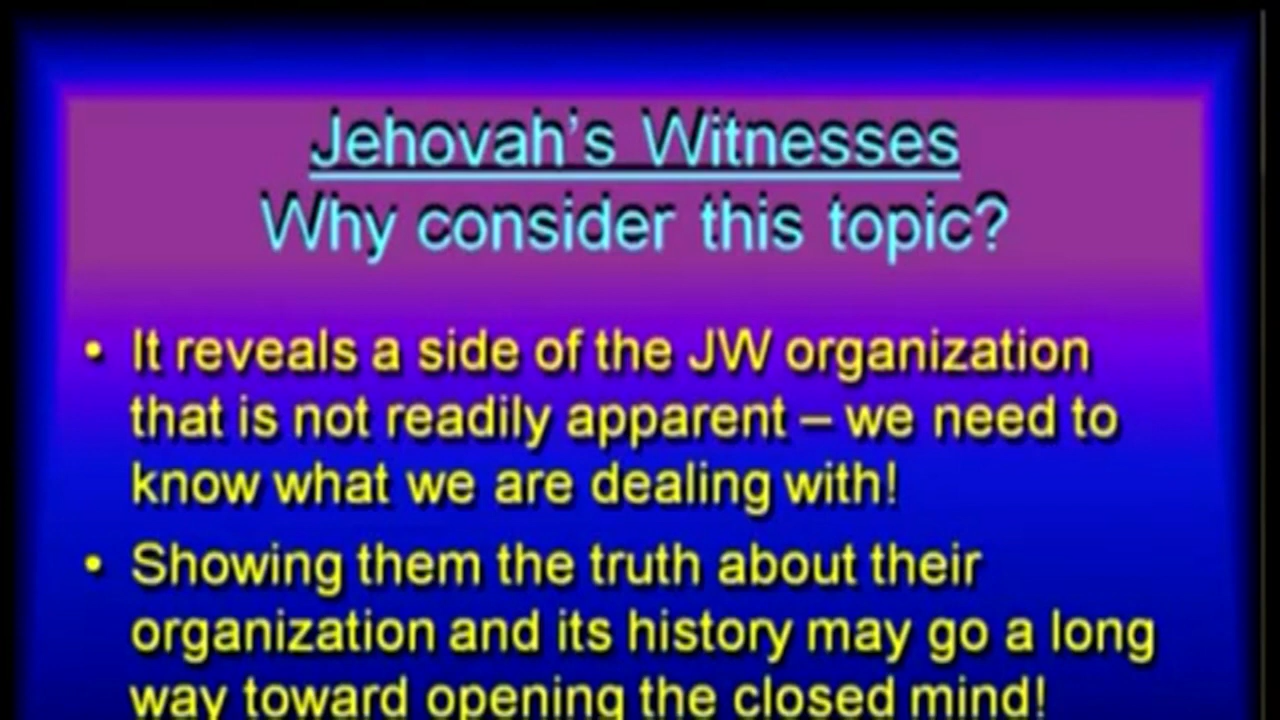 Jehovah's Witnesses
Why consider this topic?
• It reveals a side of the JW organization
that is not readily apparent – we need to
know what we are dealing with!
• Showing them the truth about their
organization and its history may go a long
way toward opening the closed mind!